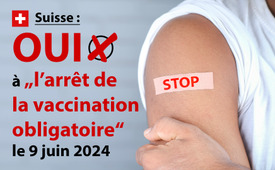 Suisse :
OUI
à „l'arrêt de
la vaccination
obligatoire“
le 9 juin 2024
STOP